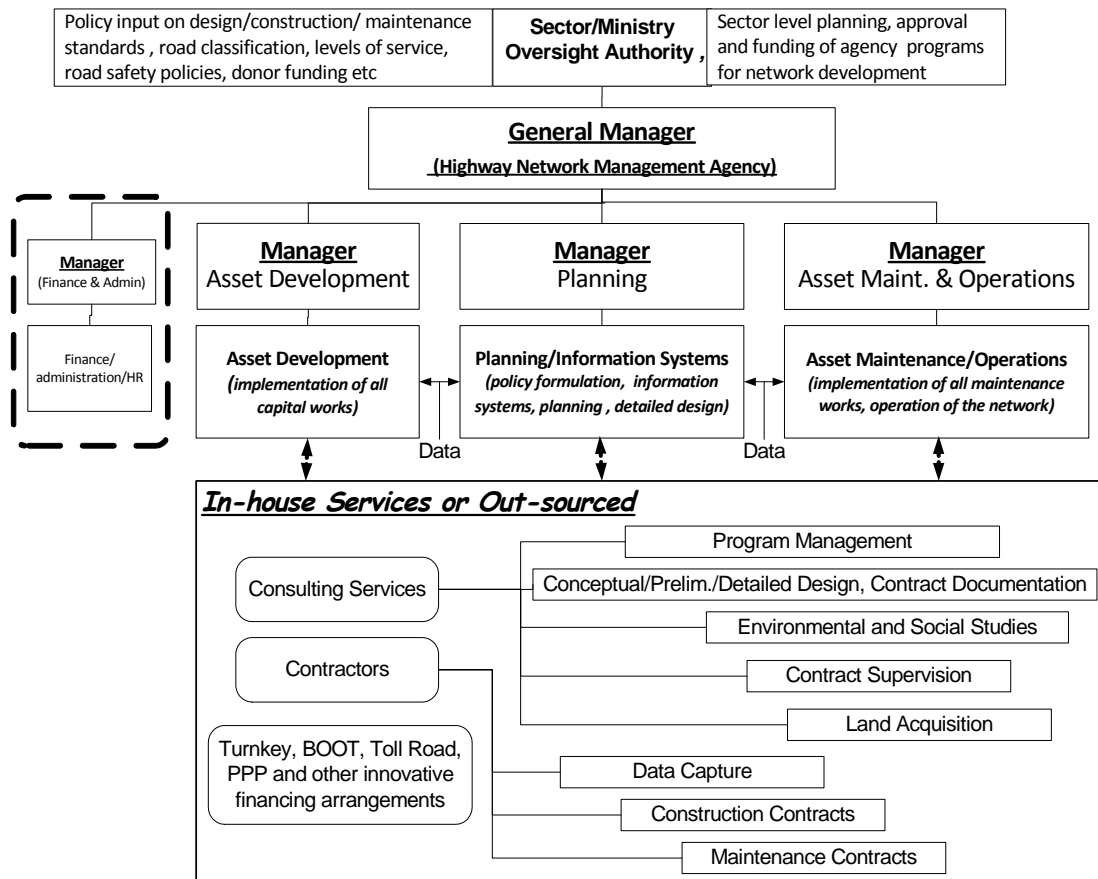 Policy input on design/construction/ maintenance
standards , road classification, levels of service,
road safety policies, donor funding etc
Sector/Ministry
Oversight Authority ,
Sector level planning, approval
and funding of agency programs
for network development
General Manager
(Highway Network Management Agency)
Manager
(Finance & Admin)
Manager
Asset Development
Manager
Planning
Manager
Asset Maint. & Operations
Finance/
administration/HR
Asset Development
(implementation of all
capital works)
Planning/Information Systems
(policy formulation, information
systems, planning , detailed design)
Asset Maintenance/Operations
(implementation of all maintenance
works, operation of the network)
Data
Data
In-house Services or Out-sourced
Consulting Services
Program Management
Conceptual/Prelim./Detailed Design, Contract Documentation
Environmental and Social Studies
Contract Supervision
Land Acquisition
Contractors
Data Capture
Construction Contracts
Maintenance Contracts
Turnkey, BOOT, Toll Road,
PPP and other innovative
financing arrangements